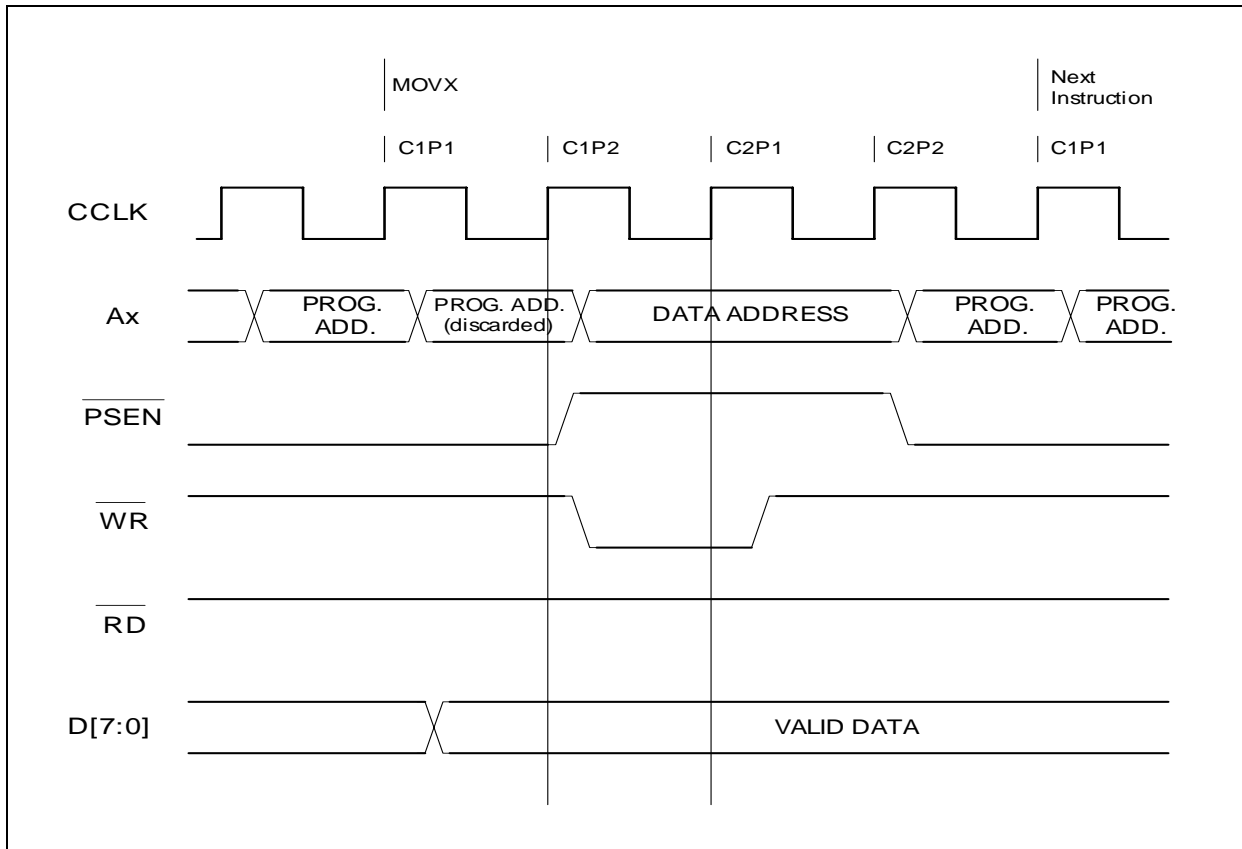 MOVX
Next
Instruction
C1P1
C1P2
C2P1
C2P2
C1P1
CCLK
Ax
PROG.
ADD.
PROG. ADD.
(discarded)
DATA ADDRESS
PROG.
ADD.
PROG.
ADD.
PSEN
WR
RD
D[7:0]
VALID DATA